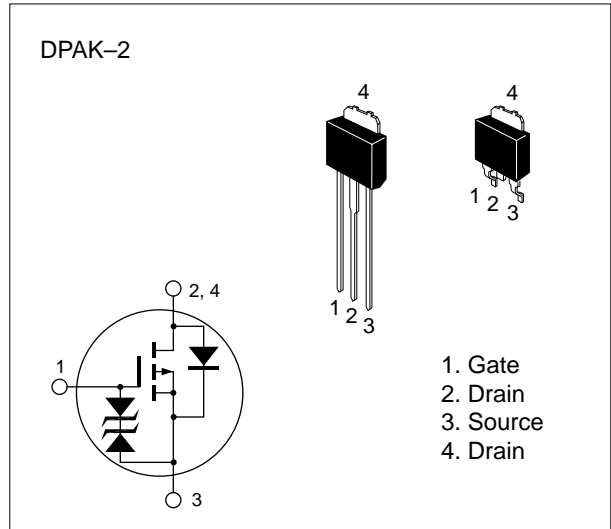 DPAK–2
4
4
1 2 3
1 2 3
2, 4
1
3
1. Gate
2. Drain
3. Source
4. Drain